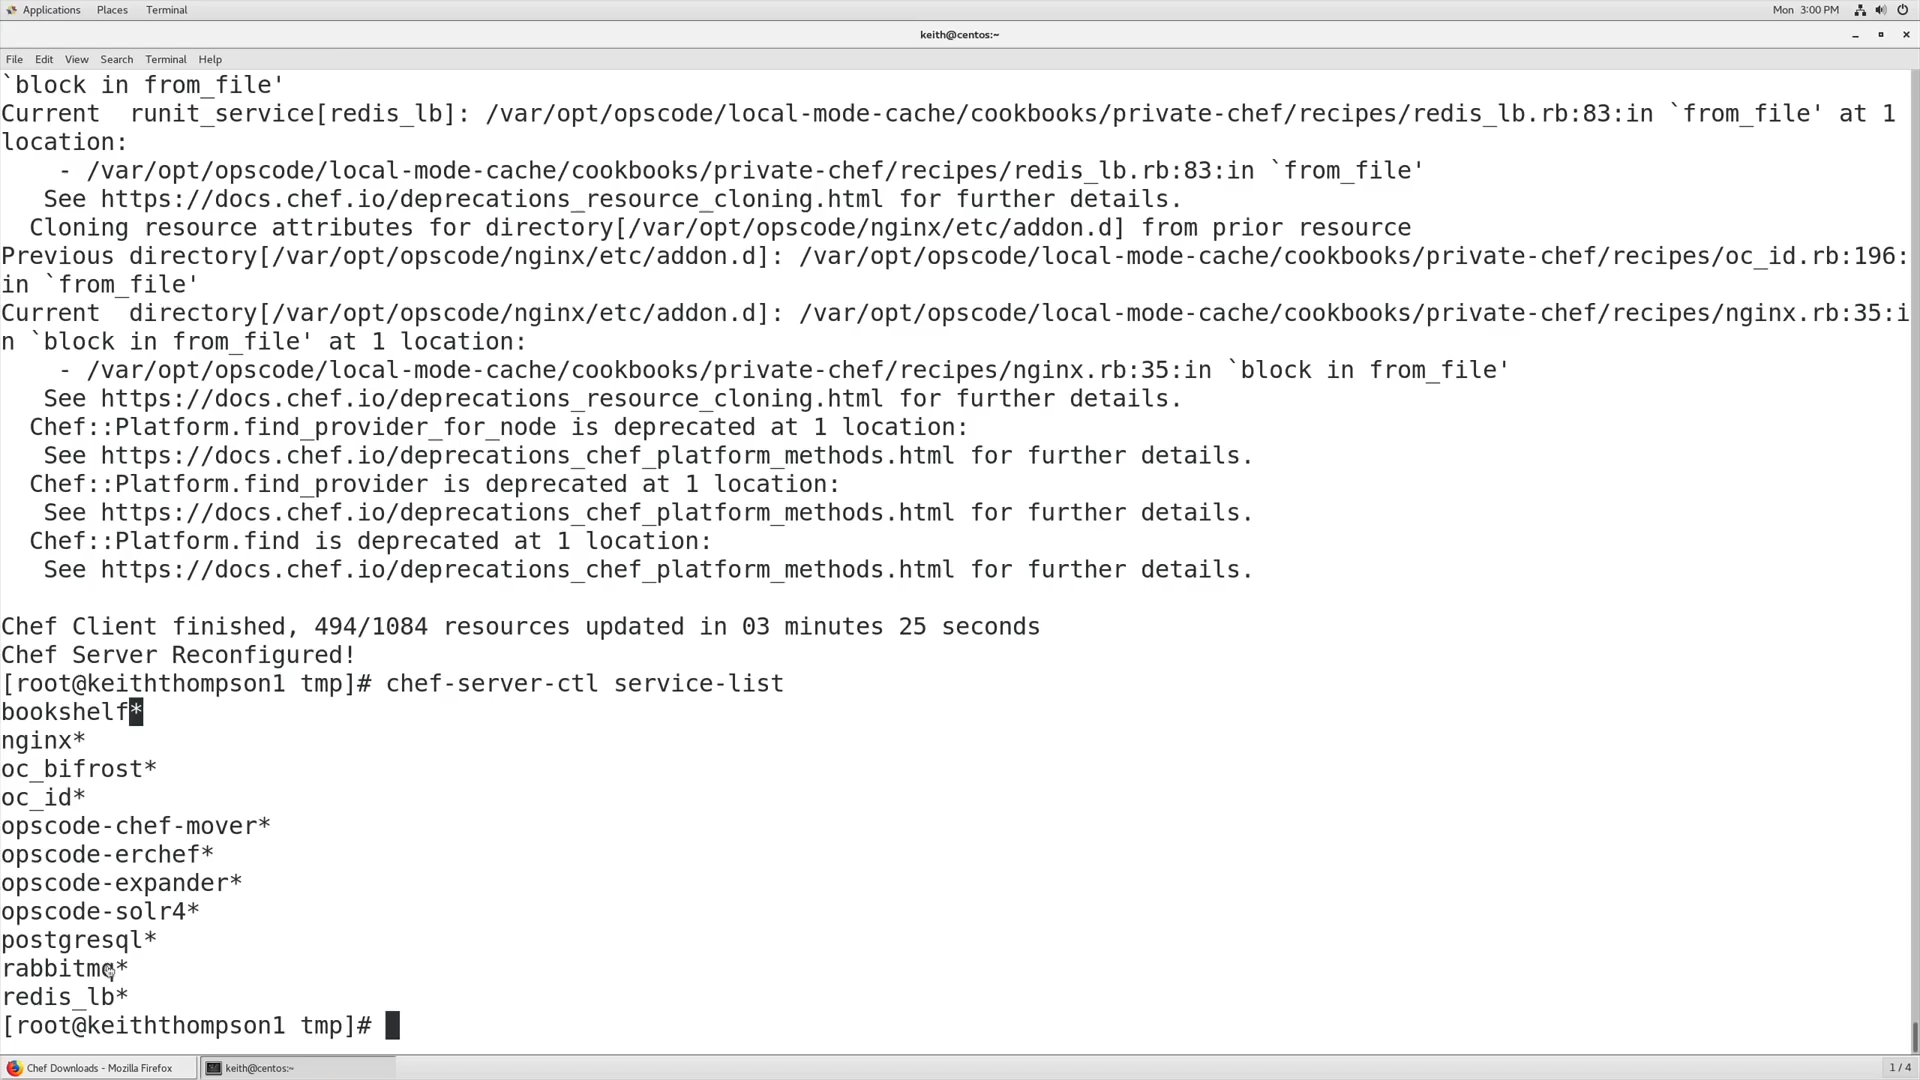 Applications Places Terminal Mon 3:00 PM
keith@centos:~
File Edit View Search Terminal Help
`block in from_file'
Current  runit_service[redis_lb]: /var/opt/opscode/local-mode-cache/cookbooks/private-chef/recipes/redis_lb.rb:83:in `from_file' at 1
location:
    - /var/opt/opscode/local-mode-cache/cookbooks/private-chef/recipes/redis_lb.rb:83:in `from_file'
   See https://docs.chef.io/deprecations_resource_cloning.html for further details.
  Cloning resource attributes for directory[/var/opt/opscode/nginx/etc/addon.d] from prior resource
Previous directory[/var/opt/opscode/nginx/etc/addon.d]: /var/opt/opscode/local-mode-cache/cookbooks/private-chef/recipes/oc_id.rb:196:
in `from_file'
Current  directory[/var/opt/opscode/nginx/etc/addon.d]: /var/opt/opscode/local-mode-cache/cookbooks/private-chef/recipes/nginx.rb:35:i
n `block in from_file' at 1 location:
    - /var/opt/opscode/local-mode-cache/cookbooks/private-chef/recipes/nginx.rb:35:in `block in from_file'
   See https://docs.chef.io/deprecations_resource_cloning.html for further details.
  Chef::Platform.find_provider_for_node is deprecated at 1 location:
   See https://docs.chef.io/deprecations_chef_platform_methods.html for further details.
  Chef::Platform.find_provider is deprecated at 1 location:
   See https://docs.chef.io/deprecations_chef_platform_methods.html for further details.
  Chef::Platform.find is deprecated at 1 location:
   See https://docs.chef.io/deprecations_chef_platform_methods.html for further details.
Chef Client finished, 494/1084 resources updated in 03 minutes 25 seconds
Chef Server Reconfigured!
[root@keiththompson1 tmp]# chef-server-ctl service-list
bookshelf*
nginx*
oc_bifrost*
oc_id*
opscode-chef-mover*
opscode-erchef*
opscode-expander*
opscode-solr4*
postgresql*
rabbitmq*
redis_lb*
[root@keiththompson1 tmp]#
Chef Downloads - Mozilla Firefox keith@centos:~ 1 / 4